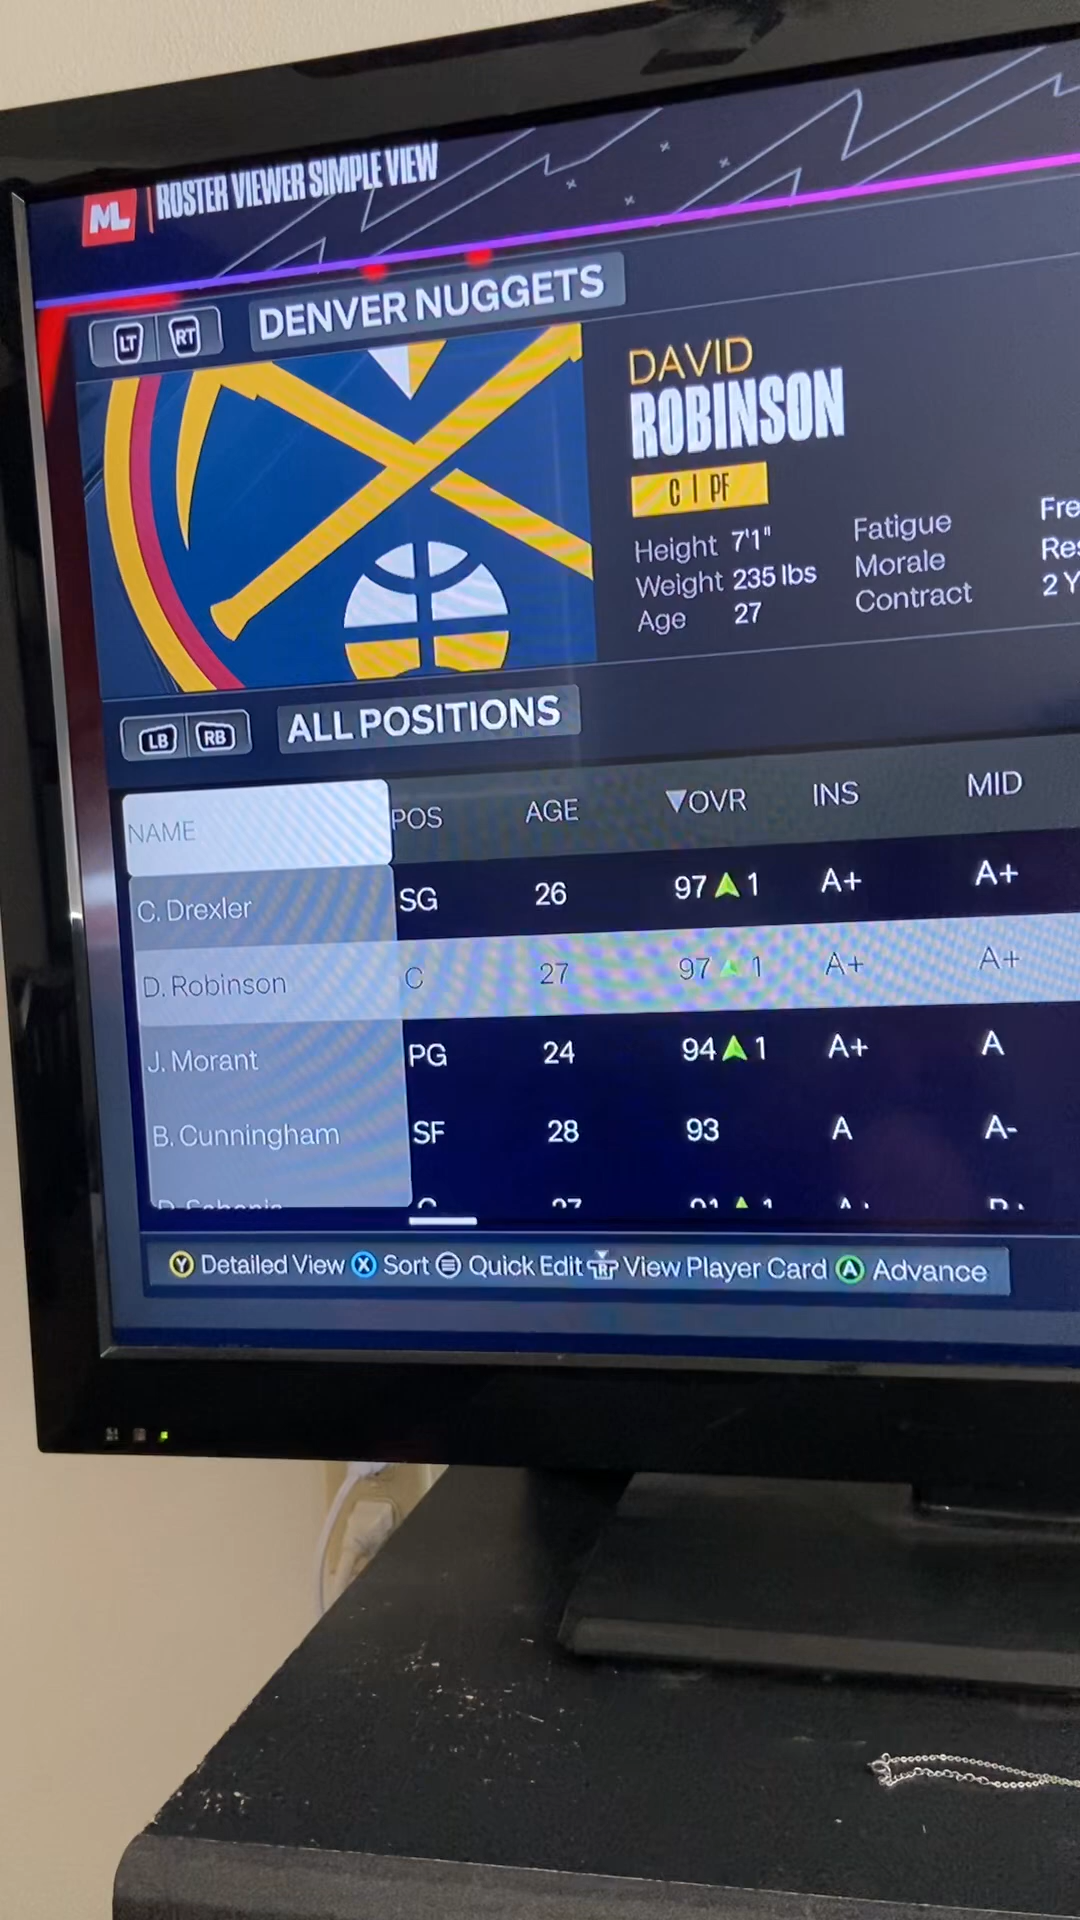 ML ROSTER VIEWER SIMPLE VIEW
LT RT DENVER NUGGETS
DAVID
ROBINSON
C | PF
Height 7'1" Fatigue Fre
Weight 235 lbs Morale Res
Age 27 Contract 2 Y
LB RB ALL POSITIONS
NAME POS AGE ▼OVR INS MID
C. Drexler SG 26 97 ▲ 1 A+ A+
D. Robinson C 27 97 ▲ 1 A+ A+
J. Morant PG 24 94 ▲ 1 A+ A
B. Cunningham SF 28 93 A A-
Y Detailed View X Sort Quick Edit R View Player Card A Advance